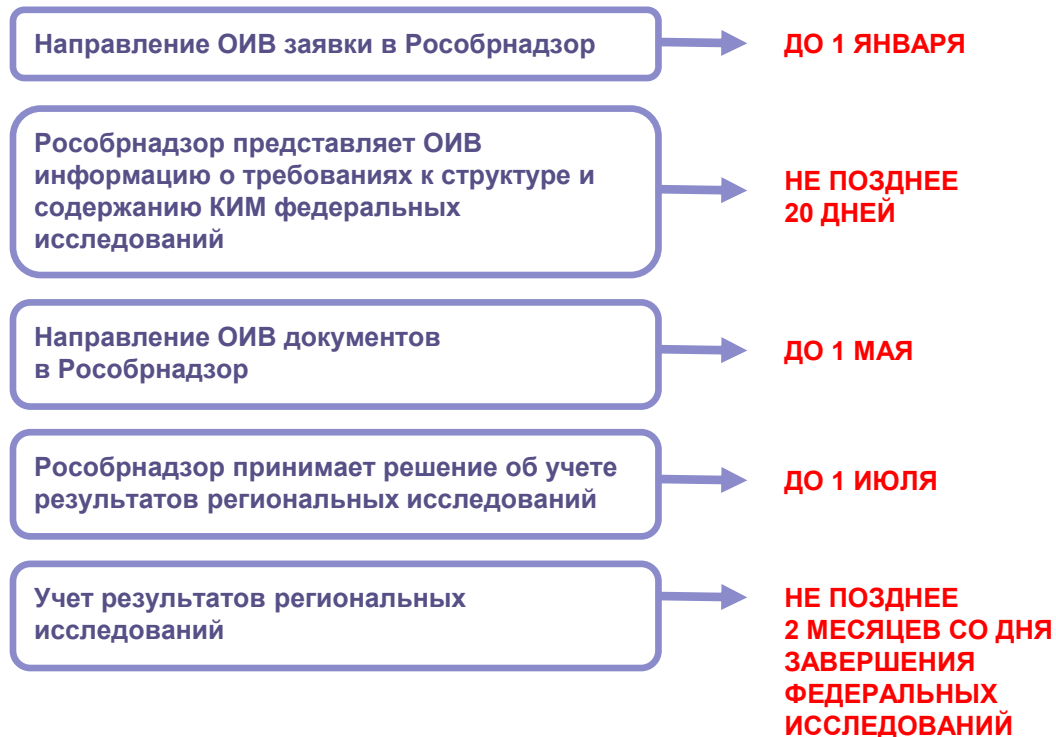 Направление ОИВ заявки в Рособрнадзор
ДО 1 ЯНВАРЯ
Рособрнадзор представляет ОИВ
информацию о требованиях к структуре и
содержанию КИМ федеральных
исследований
НЕ ПОЗДНЕЕ
20 ДНЕЙ
Направление ОИВ документов
в Рособрнадзор
ДО 1 МАЯ
Рособрнадзор принимает решение об учете
результатов региональных исследований
ДО 1 ИЮЛЯ
Учет результатов региональных
исследований
НЕ ПОЗДНЕЕ
2 МЕСЯЦЕВ СО ДНЯ
ЗАВЕРШЕНИЯ
ФЕДЕРАЛЬНЫХ
ИССЛЕДОВАНИЙ